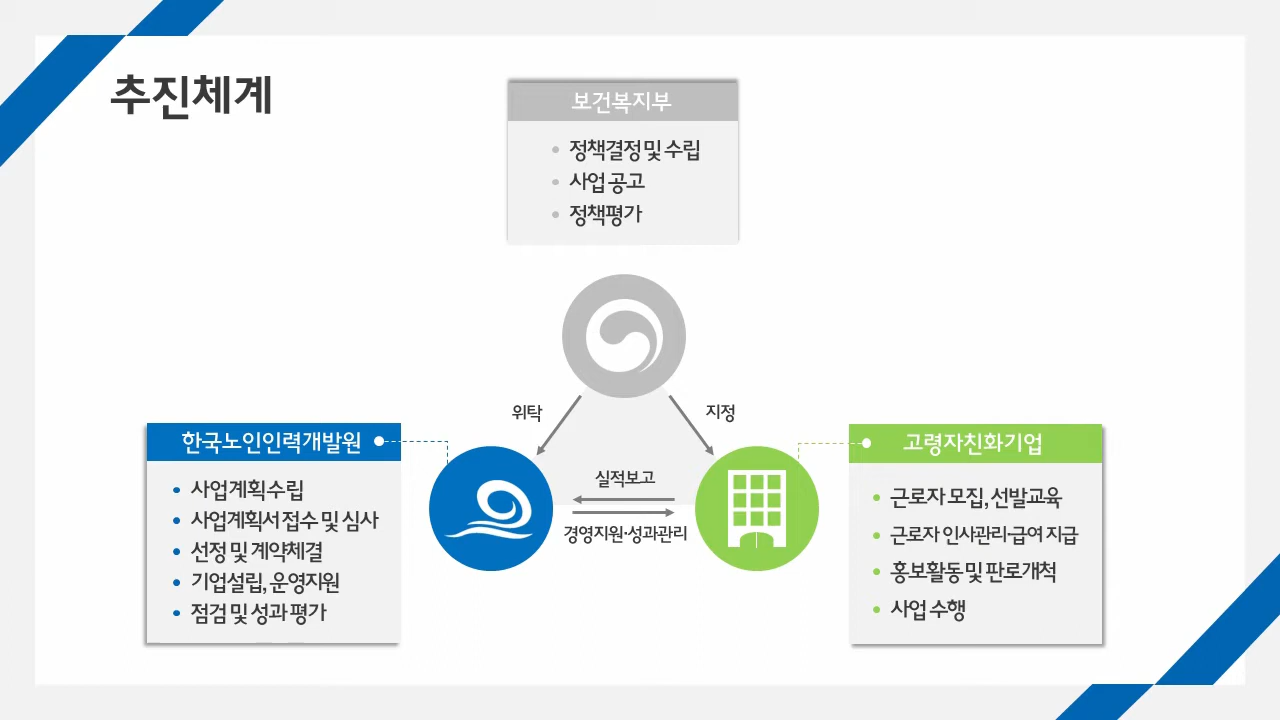 추진체계
보건복지부
정책결정 및 수립
사업 공고
정책평가
위탁
지정
한국노인인력개발원
사업계획 수립
사업계획서 접수 및 심사
선정 및 계약체결
기업설립, 운영지원
점검 및 성과 평가
실적보고
경영지원·성과관리
고령자친화기업
근로자 모집, 선발교육
근로자 인사관리·급여 지급
홍보활동 및 판로개척
사업 수행